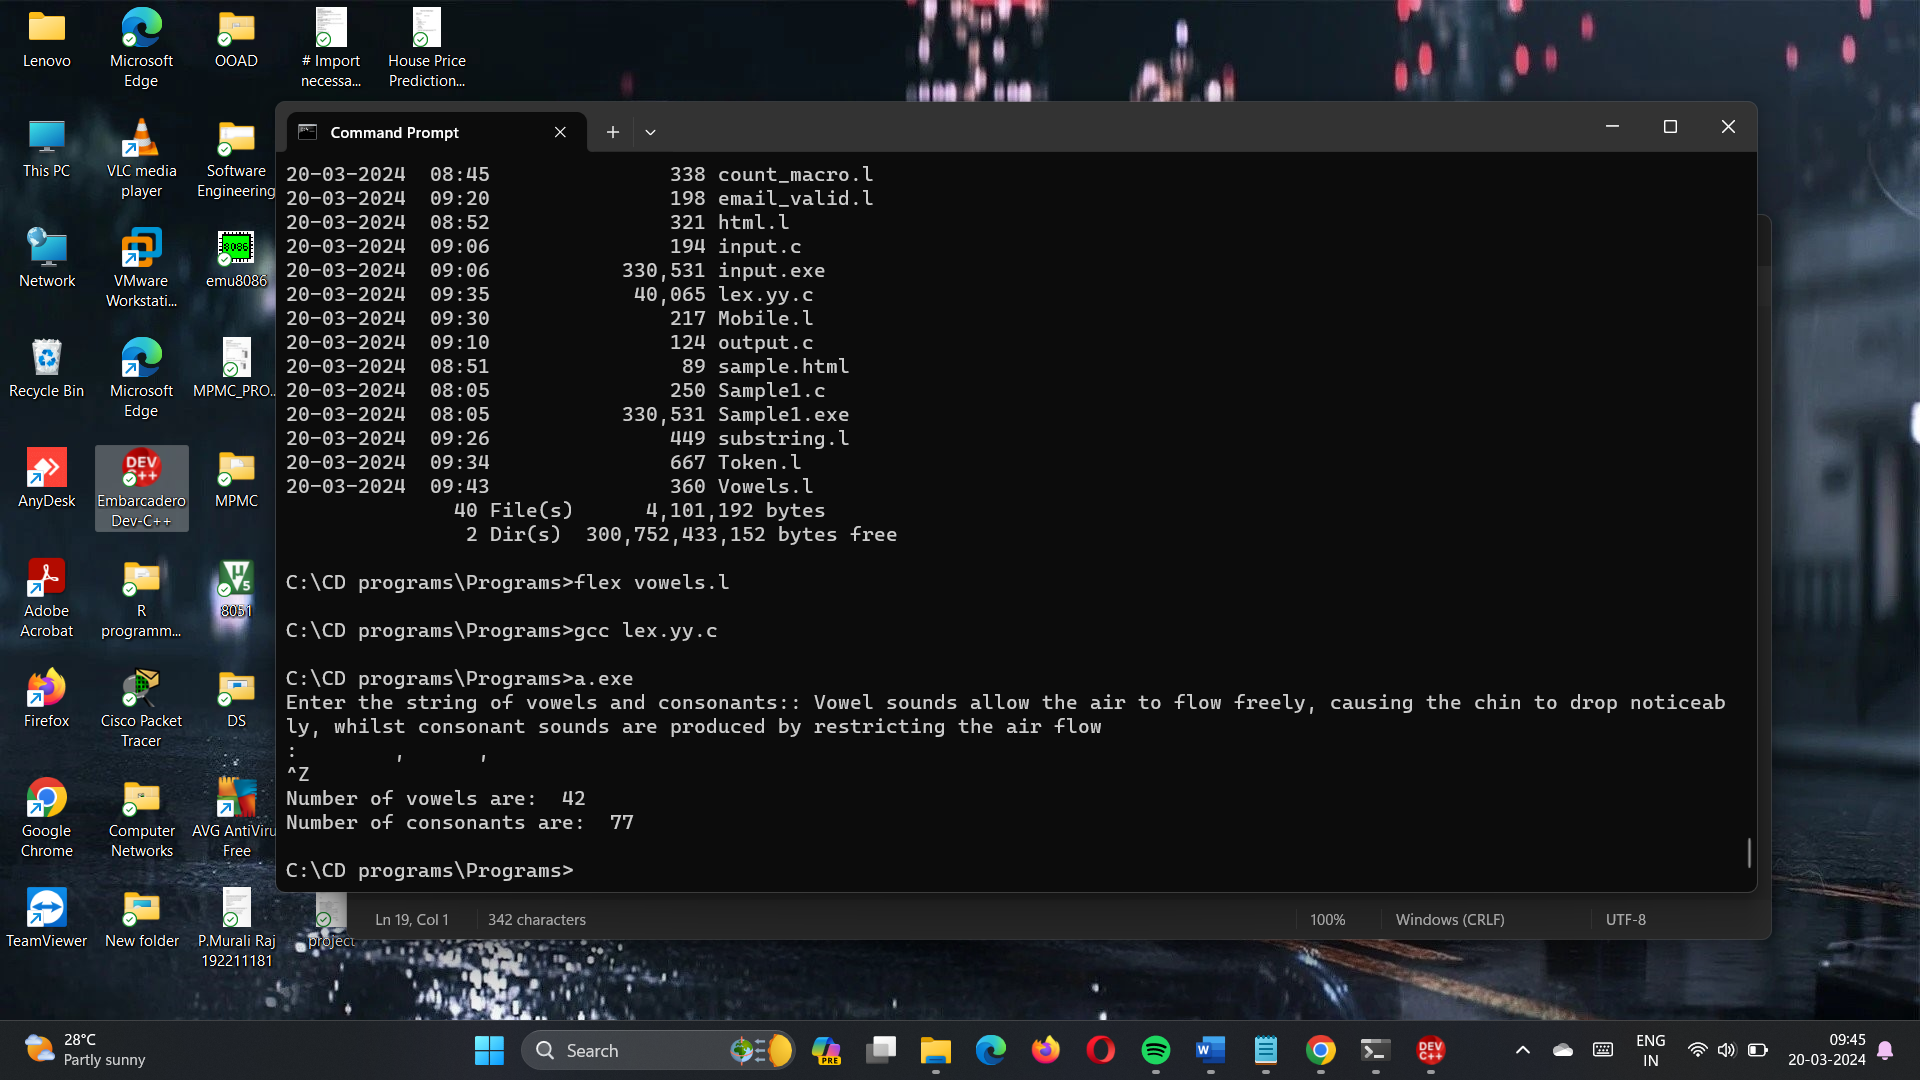 Lenovo
Microsoft
Edge
OOAD
# Import
necessa...
House Price
Prediction...
This PC
VLC media
player
Software
Engineering
Network
VMware
Workstati...
8086
emu8086
Recycle Bin
Microsoft
Edge
MPMC_PRO...
AnyDesk
DEV
C++
Embarcadero
Dev-C++
MPMC
Adobe
Acrobat
R
programm...
μ5
8051
Firefox
Cisco Packet
Tracer
DS
Google
Chrome
Computer
Networks
AVG AntiViru
Free
TeamViewer
New folder
P.Murali Raj
192211181
project
Command Prompt
20-03-2024  08:45               338 count_macro.l
20-03-2024  09:20               198 email_valid.l
20-03-2024  08:52               321 html.l
20-03-2024  09:06               194 input.c
20-03-2024  09:06           330,531 input.exe
20-03-2024  09:35            40,065 lex.yy.c
20-03-2024  09:30               217 Mobile.l
20-03-2024  09:10               124 output.c
20-03-2024  08:51                89 sample.html
20-03-2024  08:05               250 Sample1.c
20-03-2024  08:05           330,531 Sample1.exe
20-03-2024  09:26               449 substring.l
20-03-2024  09:34               667 Token.l
20-03-2024  09:43               360 Vowels.l
40 File(s)      4,101,192 bytes
2 Dir(s)  300,752,433,152 bytes free
C:\CD programs\Programs>flex vowels.l
C:\CD programs\Programs>gcc lex.yy.c
C:\CD programs\Programs>a.exe
Enter the string of vowels and consonants:: Vowel sounds allow the air to flow freely, causing the chin to drop noticeab
ly, whilst consonant sounds are produced by restricting the air flow
:        ,      ,
^Z
Number of vowels are:  42
Number of consonants are:  77
C:\CD programs\Programs>
Ln 19, Col 1
342 characters
100%
Windows (CRLF)
UTF-8
28°C
Partly sunny
Search
PRE
DEV
C++
ENG
IN
09:45
20-03-2024